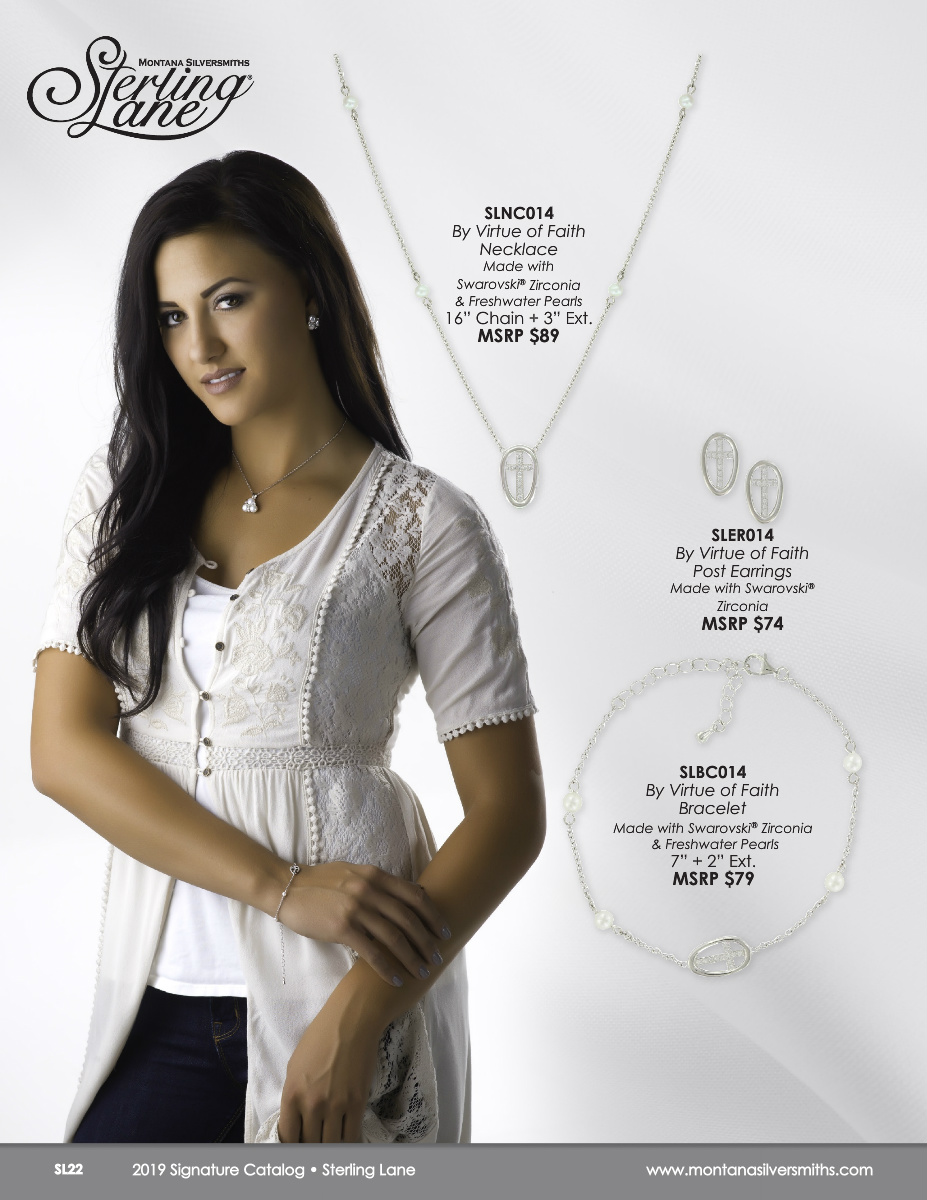 MONTANA SILVERSMITHS
Sterling
Lane®
SLNC014
By Virtue of Faith
Necklace
Made with
Swarovski® Zirconia
& Freshwater Pearls
16” Chain + 3” Ext.
MSRP $89
SLER014
By Virtue of Faith
Post Earrings
Made with Swarovski®
Zirconia
MSRP $74
SLBC014
By Virtue of Faith
Bracelet
Made with Swarovski® Zirconia
& Freshwater Pearls
7” + 2” Ext.
MSRP $79
SL22 2019 Signature Catalog • Sterling Lane www.montanasilversmiths.com